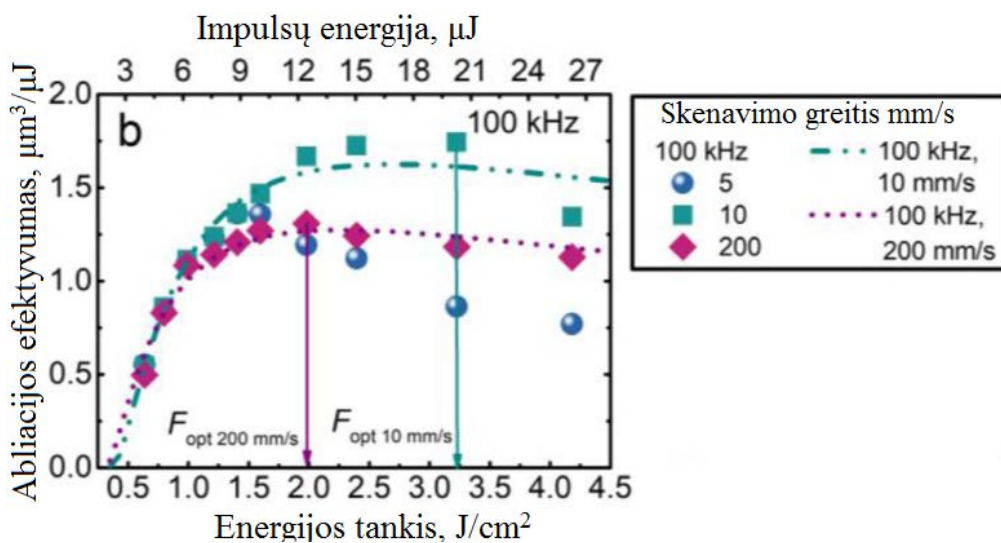 Impulsų energija, μJ
3 6 9 12 15 18 21 24 27
Abliacijos efektyvumas, μm³/μJ
2.0
1.5
1.0
0.5
0.0
b
100 kHz
F opt 200 mm/s
F opt 10 mm/s
0.5 1.0 1.5 2.0 2.5 3.0 3.5 4.0 4.5
Energijos tankis, J/cm²
Skenavimo greitis mm/s
100 kHz
5
10
200
100 kHz,
10 mm/s
100 kHz,
200 mm/s